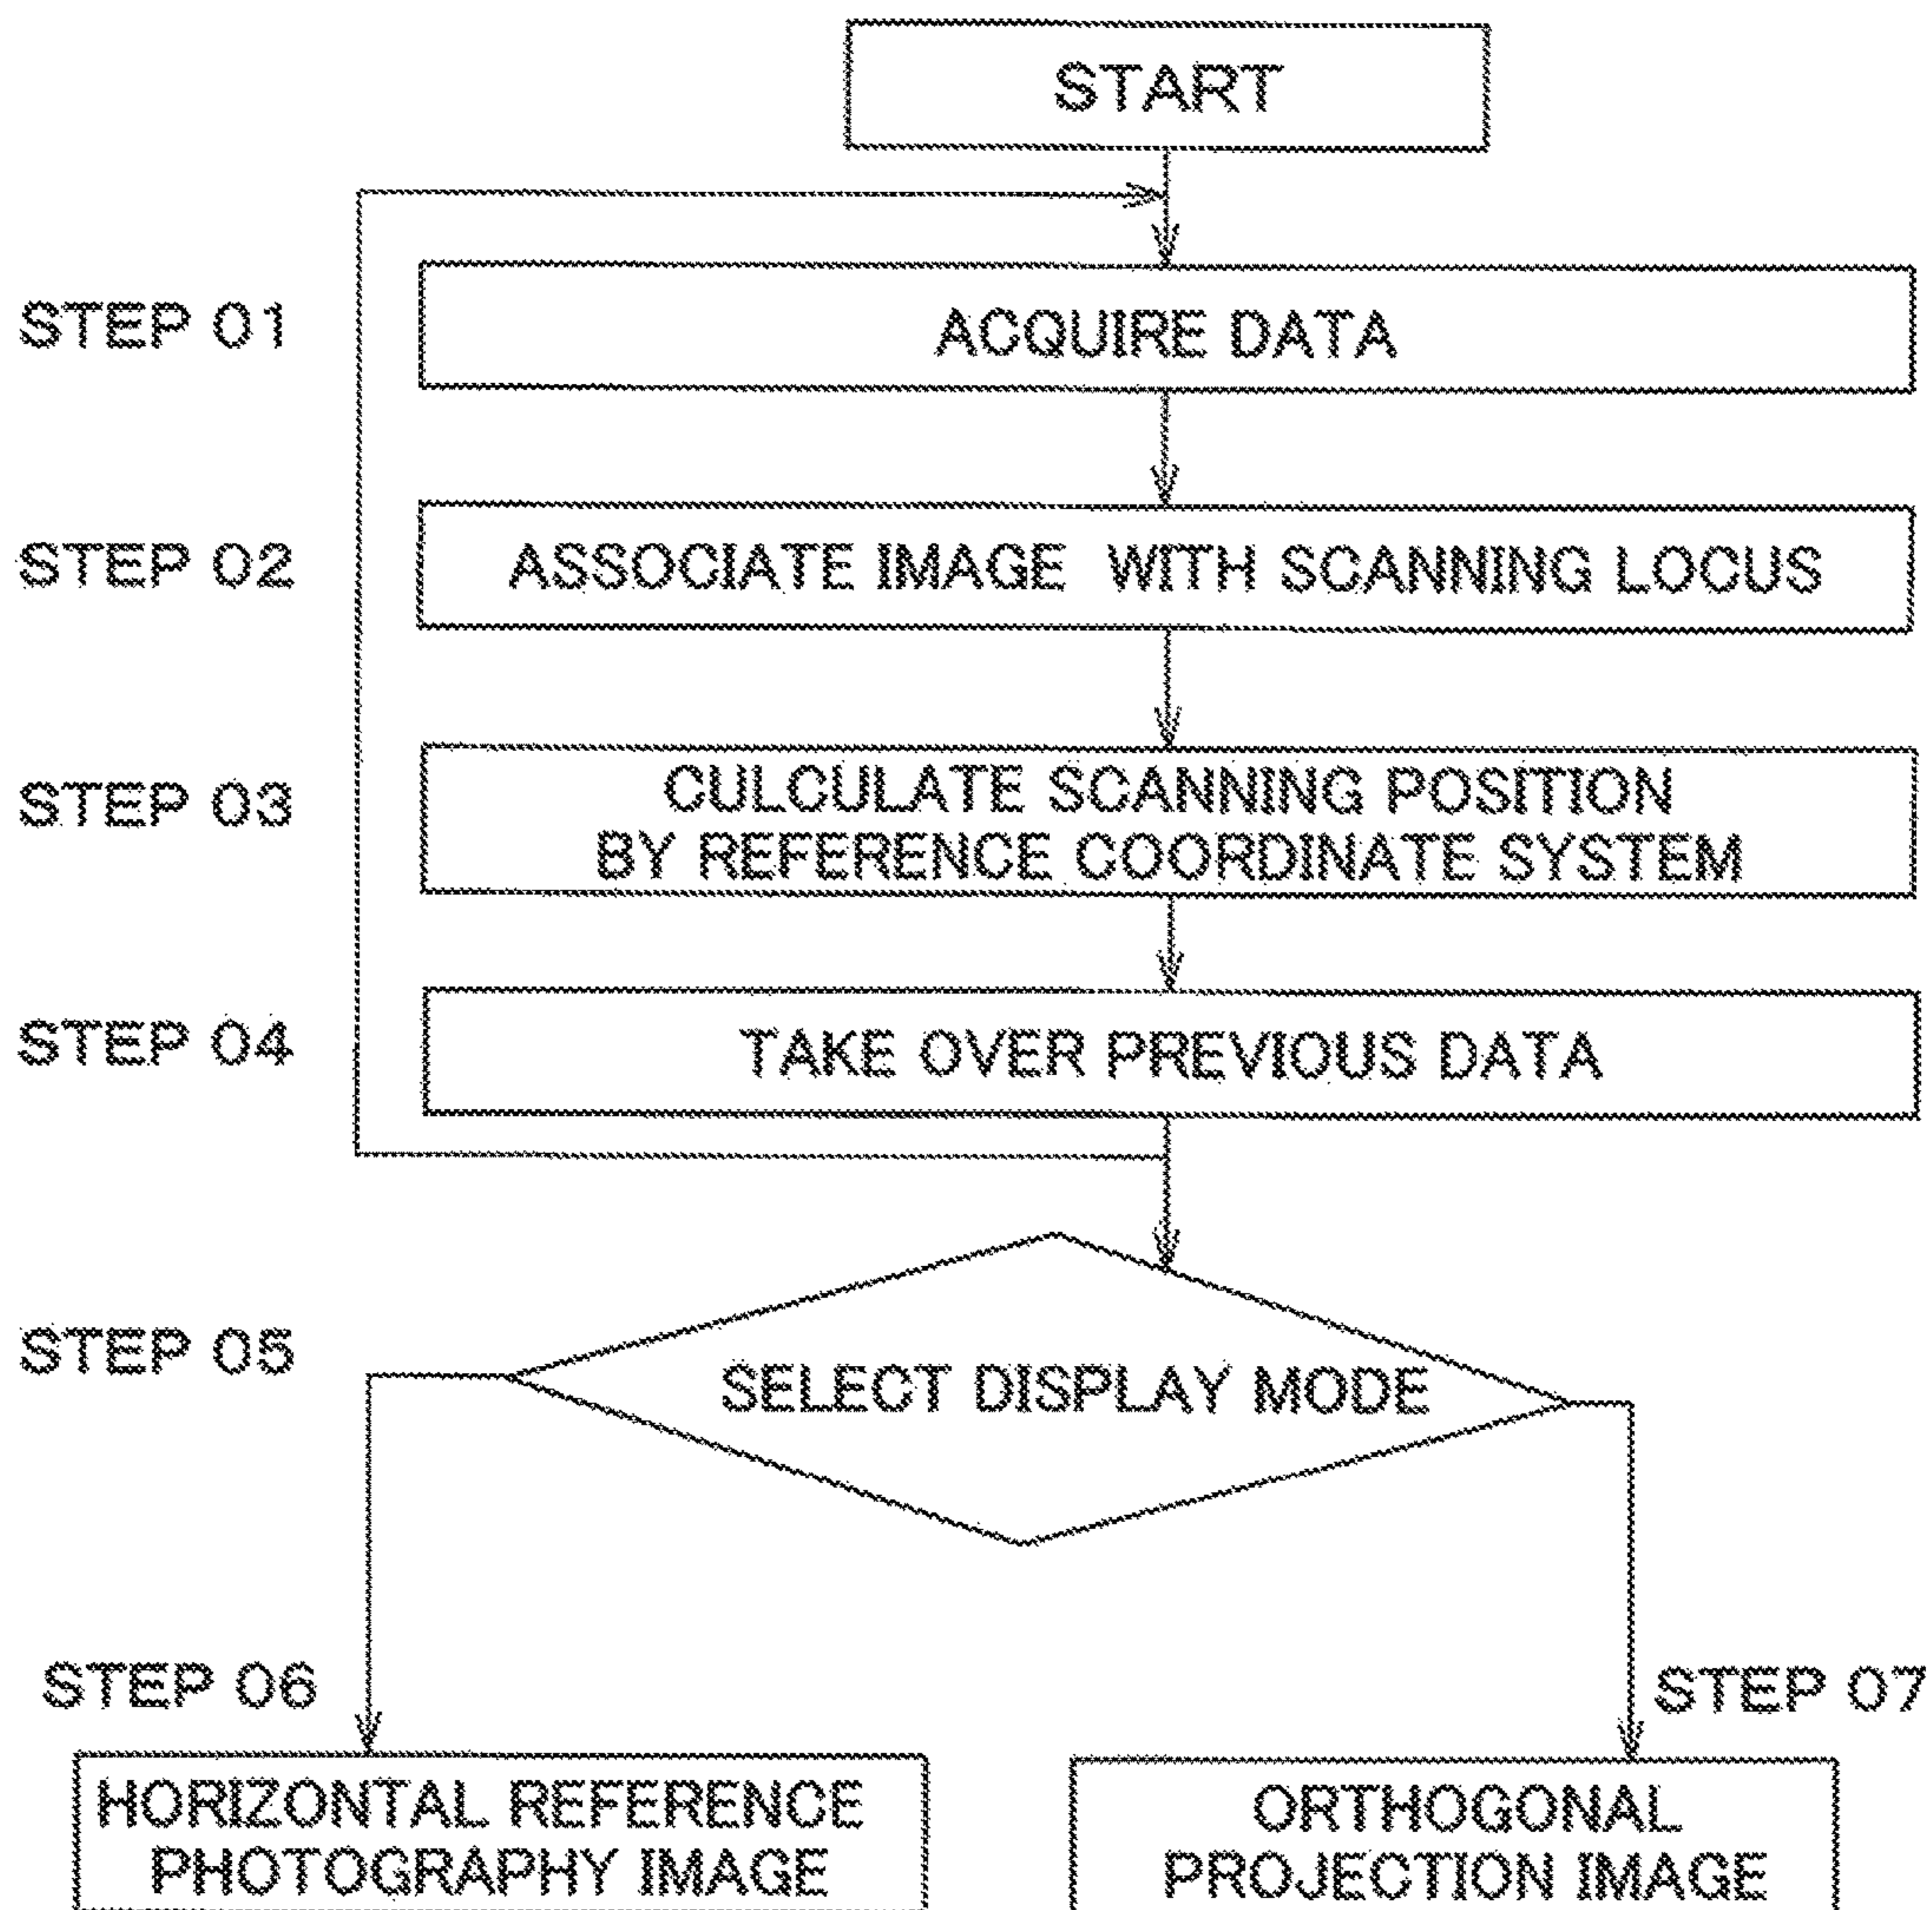 START
STEP 01
ACQUIRE DATA
STEP 02
ASSOCIATE IMAGE WITH SCANNING LOCUS
STEP 03
CULCULATE SCANNING POSITION
BY REFERENCE COORDINATE SYSTEM
STEP 04
TAKE OVER PREVIOUS DATA
STEP 05
SELECT DISPLAY MODE
STEP 06
HORIZONTAL REFERENCE
PHOTOGRAPHY IMAGE
STEP 07
ORTHOGONAL
PROJECTION IMAGE